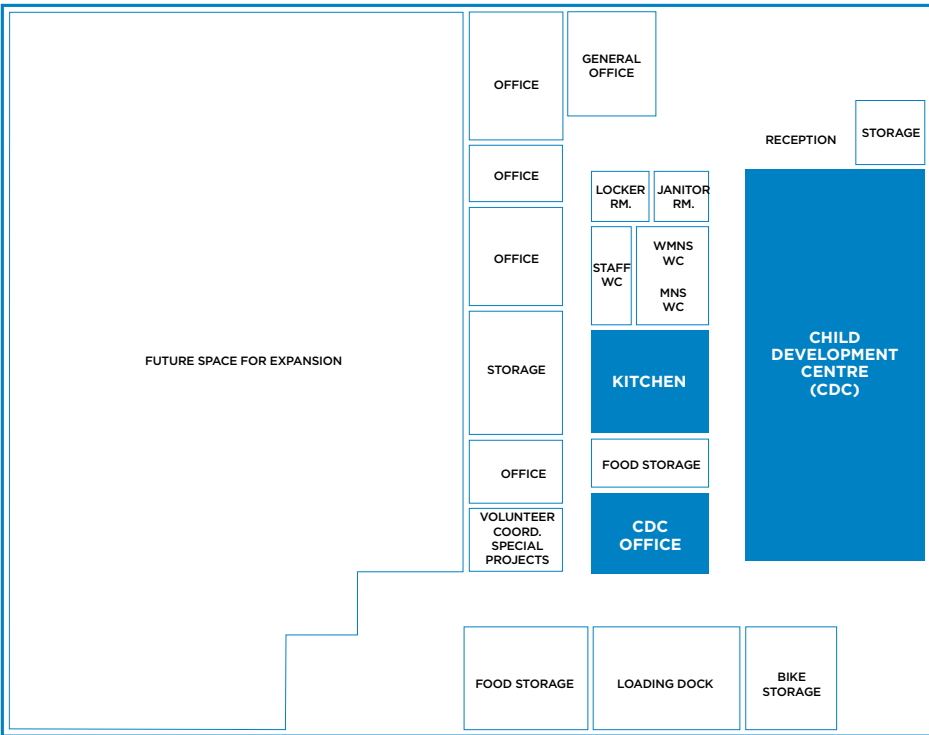 OFFICE
GENERAL
OFFICE
RECEPTION
STORAGE
OFFICE
LOCKER
RM.
JANITOR
RM.
OFFICE
STAFF
WC
WMNS
WC
MNS
WC
FUTURE SPACE FOR EXPANSION
STORAGE
KITCHEN
CHILD
DEVELOPMENT
CENTRE
(CDC)
OFFICE
FOOD STORAGE
VOLUNTEER
COORD.
SPECIAL
PROJECTS
CDC
OFFICE
FOOD STORAGE
LOADING DOCK
BIKE
STORAGE